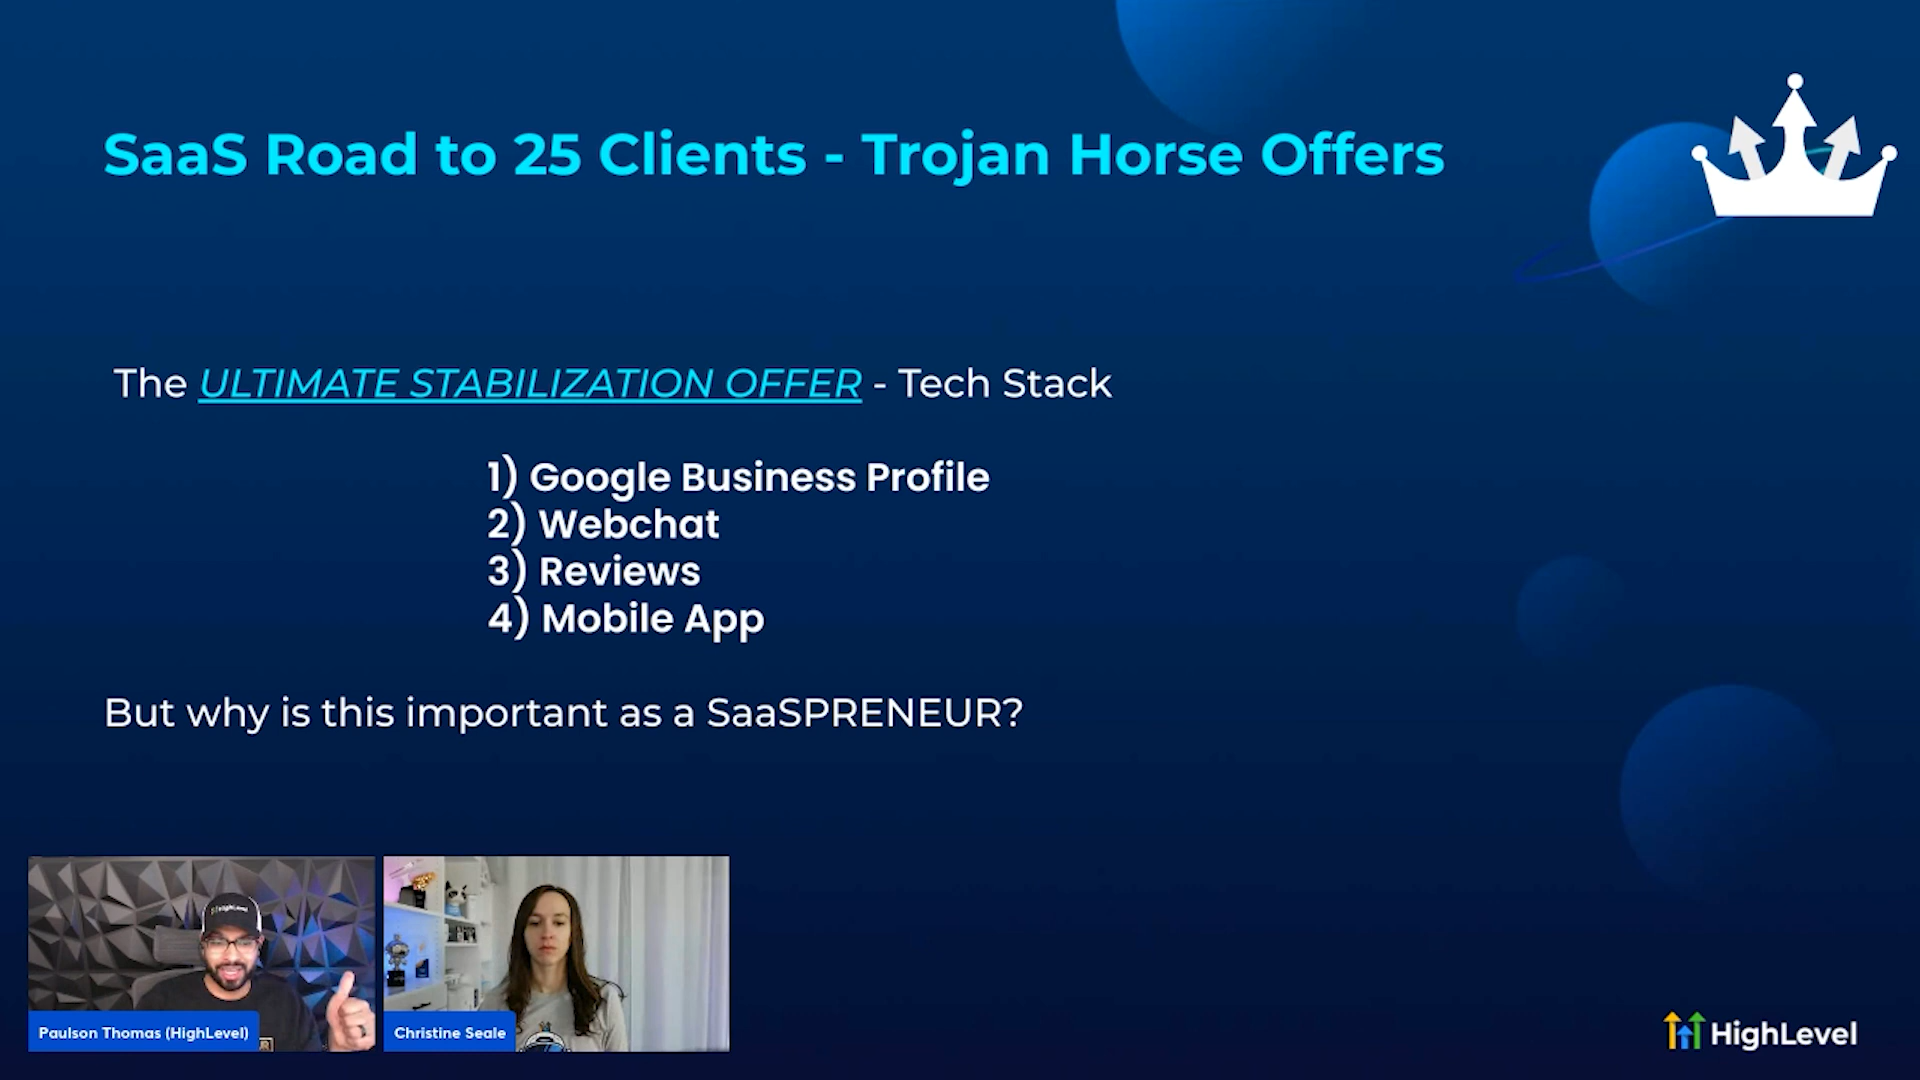 SaaS Road to 25 Clients - Trojan Horse Offers
The ULTIMATE STABILIZATION OFFER - Tech Stack
1) Google Business Profile
2) Webchat
3) Reviews
4) Mobile App
But why is this important as a SaaSPRENEUR?
HighLevel
Paulson Thomas (HighLevel)
Christine Seale
HighLevel